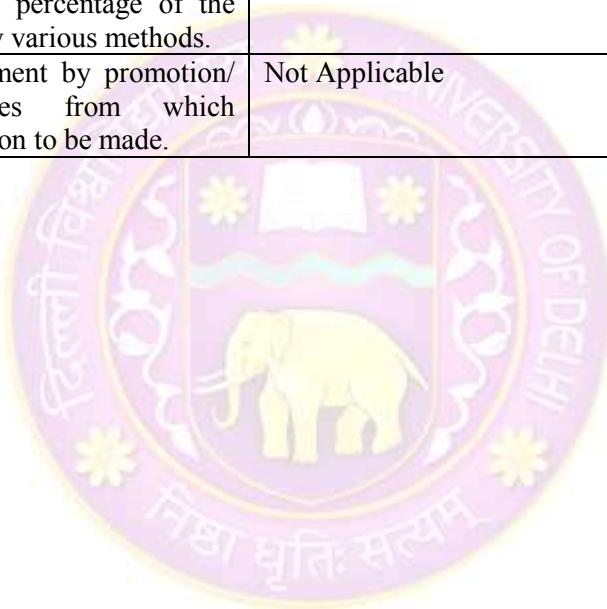 percentage of the
various methods.
ment by promotion/ Not Applicable
es from which
on to be made.
दिल्ली विश्वविद्यालय
UNIVERSITY OF DELHI
निष्ठा धृतिः सत्यम्